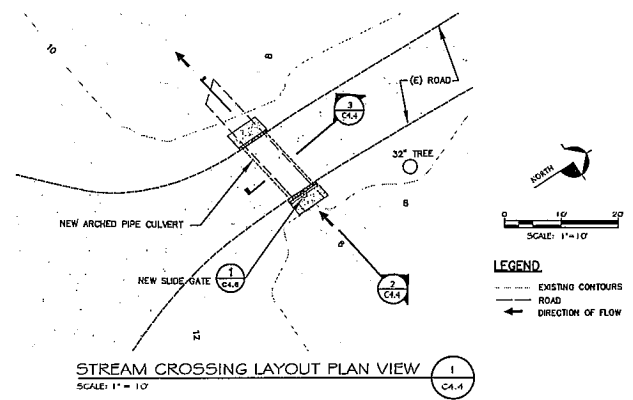 10
8
(E) ROAD
3
C4.4
32" TREE
NORTH
8
NEW ARCHED PIPE CULVERT
0 10' 20'
SCALE: 1"=10'
NEW SLIDE GATE
1
C4.6
8
2
C4.4
LEGEND
EXISTING CONTOURS
ROAD
DIRECTION OF FLOW
12
STREAM CROSSING LAYOUT PLAN VIEW
SCALE: 1" = 10'
1
C4.4